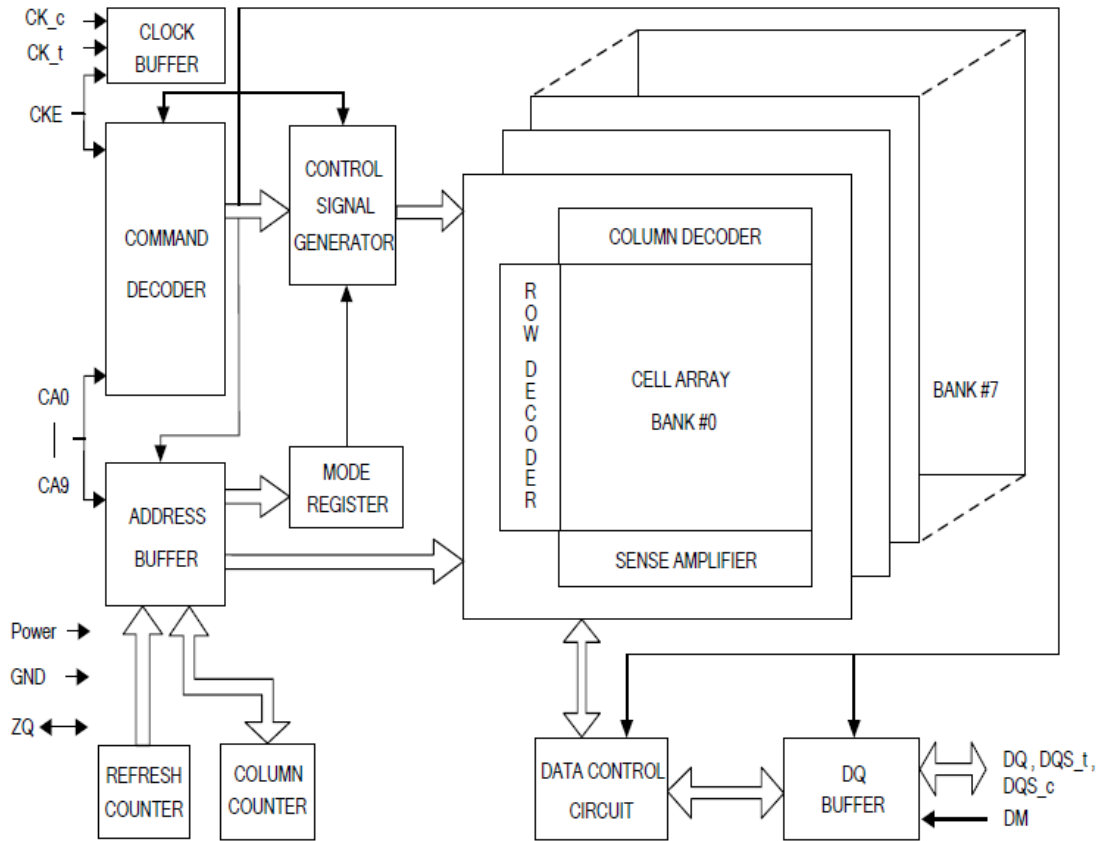 CK_c
CK_t
CKE
CLOCK
BUFFER
COMMAND
DECODER
CONTROL
SIGNAL
GENERATOR
COLUMN DECODER
ROW DECODER
CELL ARRAY
BANK #0
SENSE AMPLIFIER
BANK #7
CA0
CA9
ADDRESS
BUFFER
MODE
REGISTER
Power
GND
ZQ
REFRESH
COUNTER
COLUMN
COUNTER
DATA CONTROL
CIRCUIT
DQ
BUFFER
DQ , DQS_t ,
DQS_c
DM